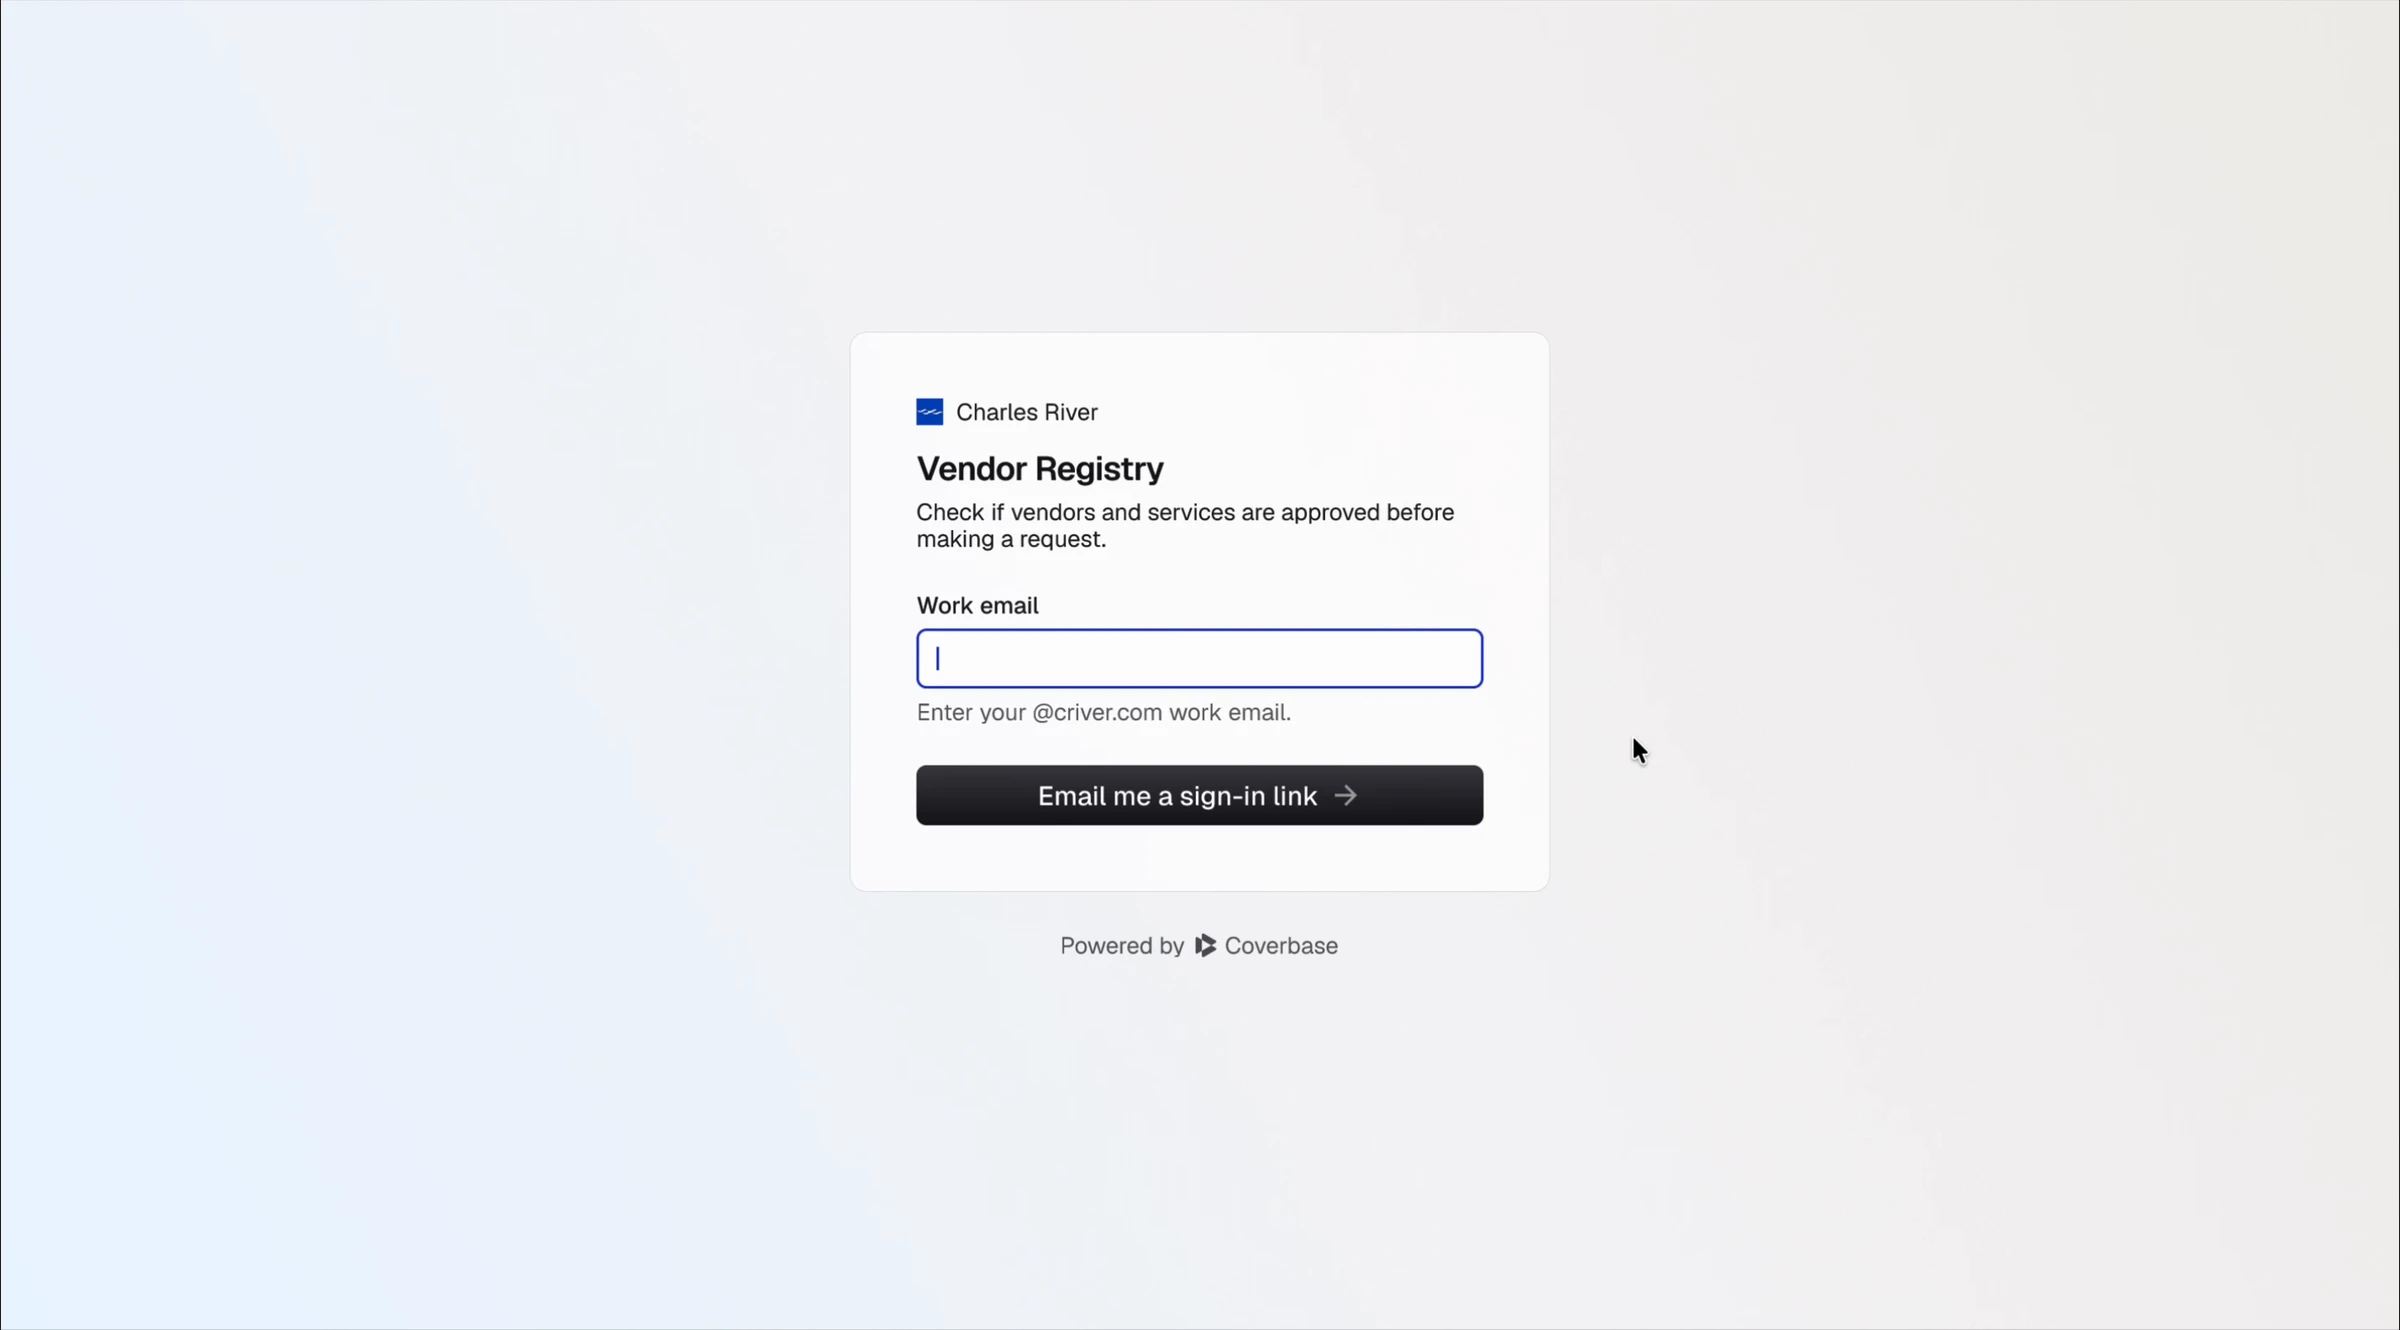 Charles River
Vendor Registry
Check if vendors and services are approved before
making a request.
Work email
Enter your @criver.com work email.
Email me a sign-in link
Powered by Coverbase